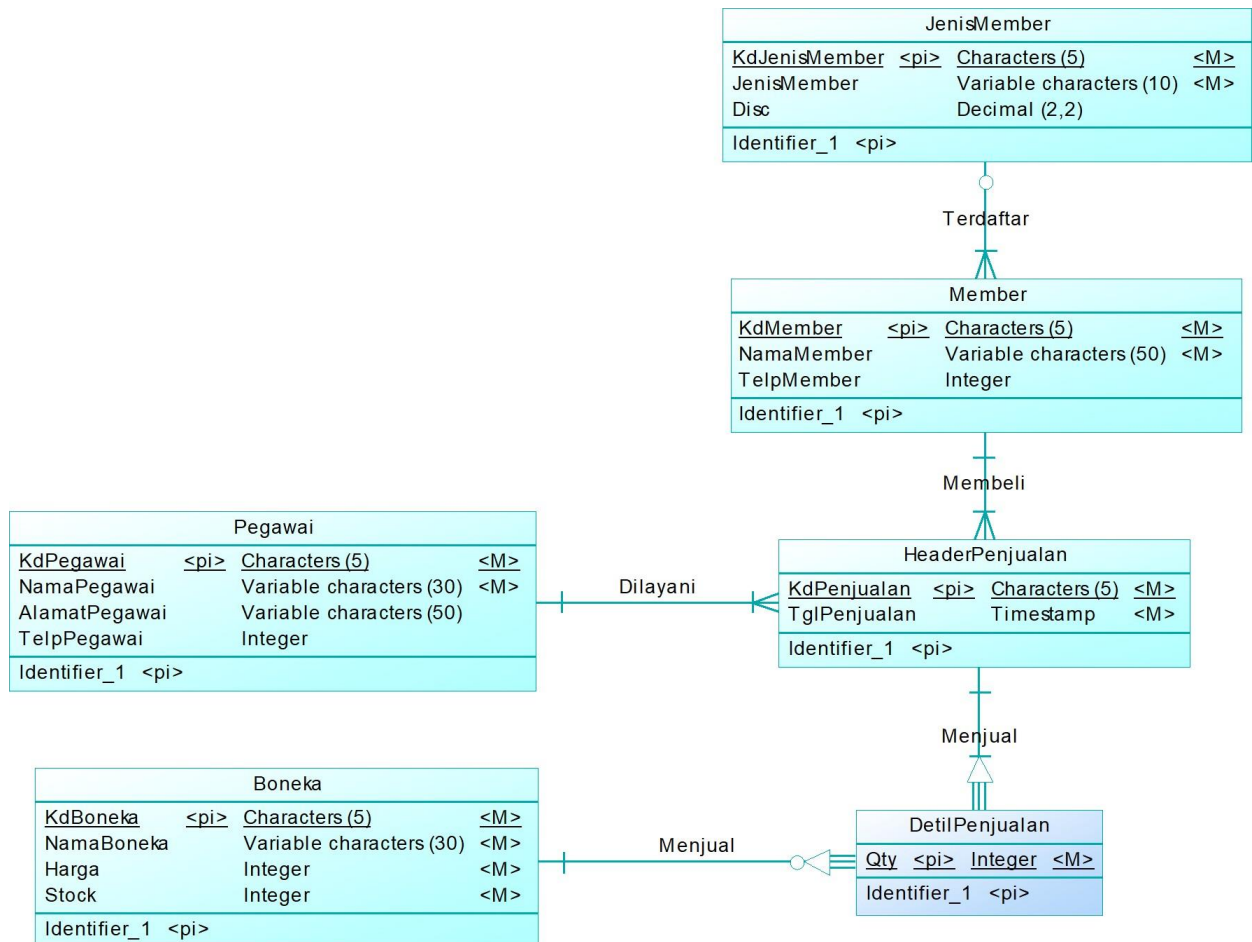 JenisMember
KdJenisMember <pi> Characters (5) <M>
JenisMember Variable characters (10) <M>
Disc Decimal (2,2)
Identifier_1 <pi>
Terdaftar
Member
KdMember <pi> Characters (5) <M>
NamaMember Variable characters (50) <M>
TelpMember Integer
Identifier_1 <pi>
Membeli
Pegawai
KdPegawai <pi> Characters (5) <M>
NamaPegawai Variable characters (30) <M>
AlamatPegawai Variable characters (50)
TelpPegawai Integer
Identifier_1 <pi>
Dilayani
HeaderPenjualan
KdPenjualan <pi> Characters (5) <M>
TglPenjualan Timestamp <M>
Identifier_1 <pi>
Menjual
Boneka
KdBoneka <pi> Characters (5) <M>
NamaBoneka Variable characters (30) <M>
Harga Integer <M>
Stock Integer <M>
Identifier_1 <pi>
Menjual
DetilPenjualan
Qty <pi> Integer <M>
Identifier_1 <pi>